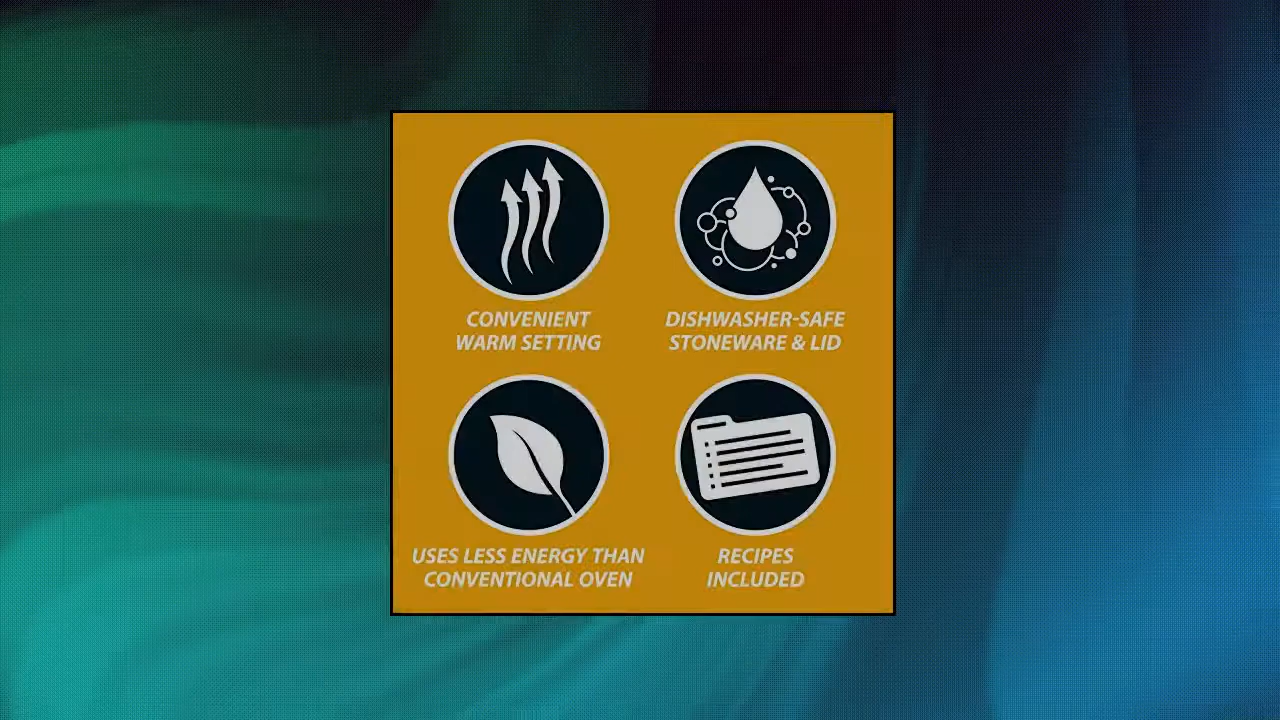 CONVENIENT
WARM SETTING
DISHWASHER-SAFE
STONEWARE & LID
USES LESS ENERGY THAN
CONVENTIONAL OVEN
RECIPES
INCLUDED